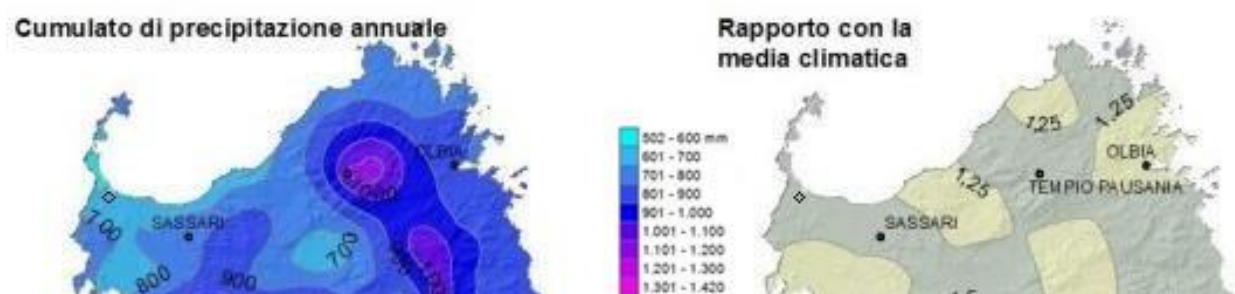 Cumulato di precipitazione annuale
OLBIA
SASSARI
700
700
800
900
502 - 600 mm
601 - 700
701 - 800
801 - 900
901 - 1.000
1.001 - 1.100
1.101 - 1.200
1.201 - 1.300
1.301 - 1.420
Rapporto con la
media climatica
1,25
1,25
OLBIA
TEMPIO PAUSANIA
1,25
SASSARI